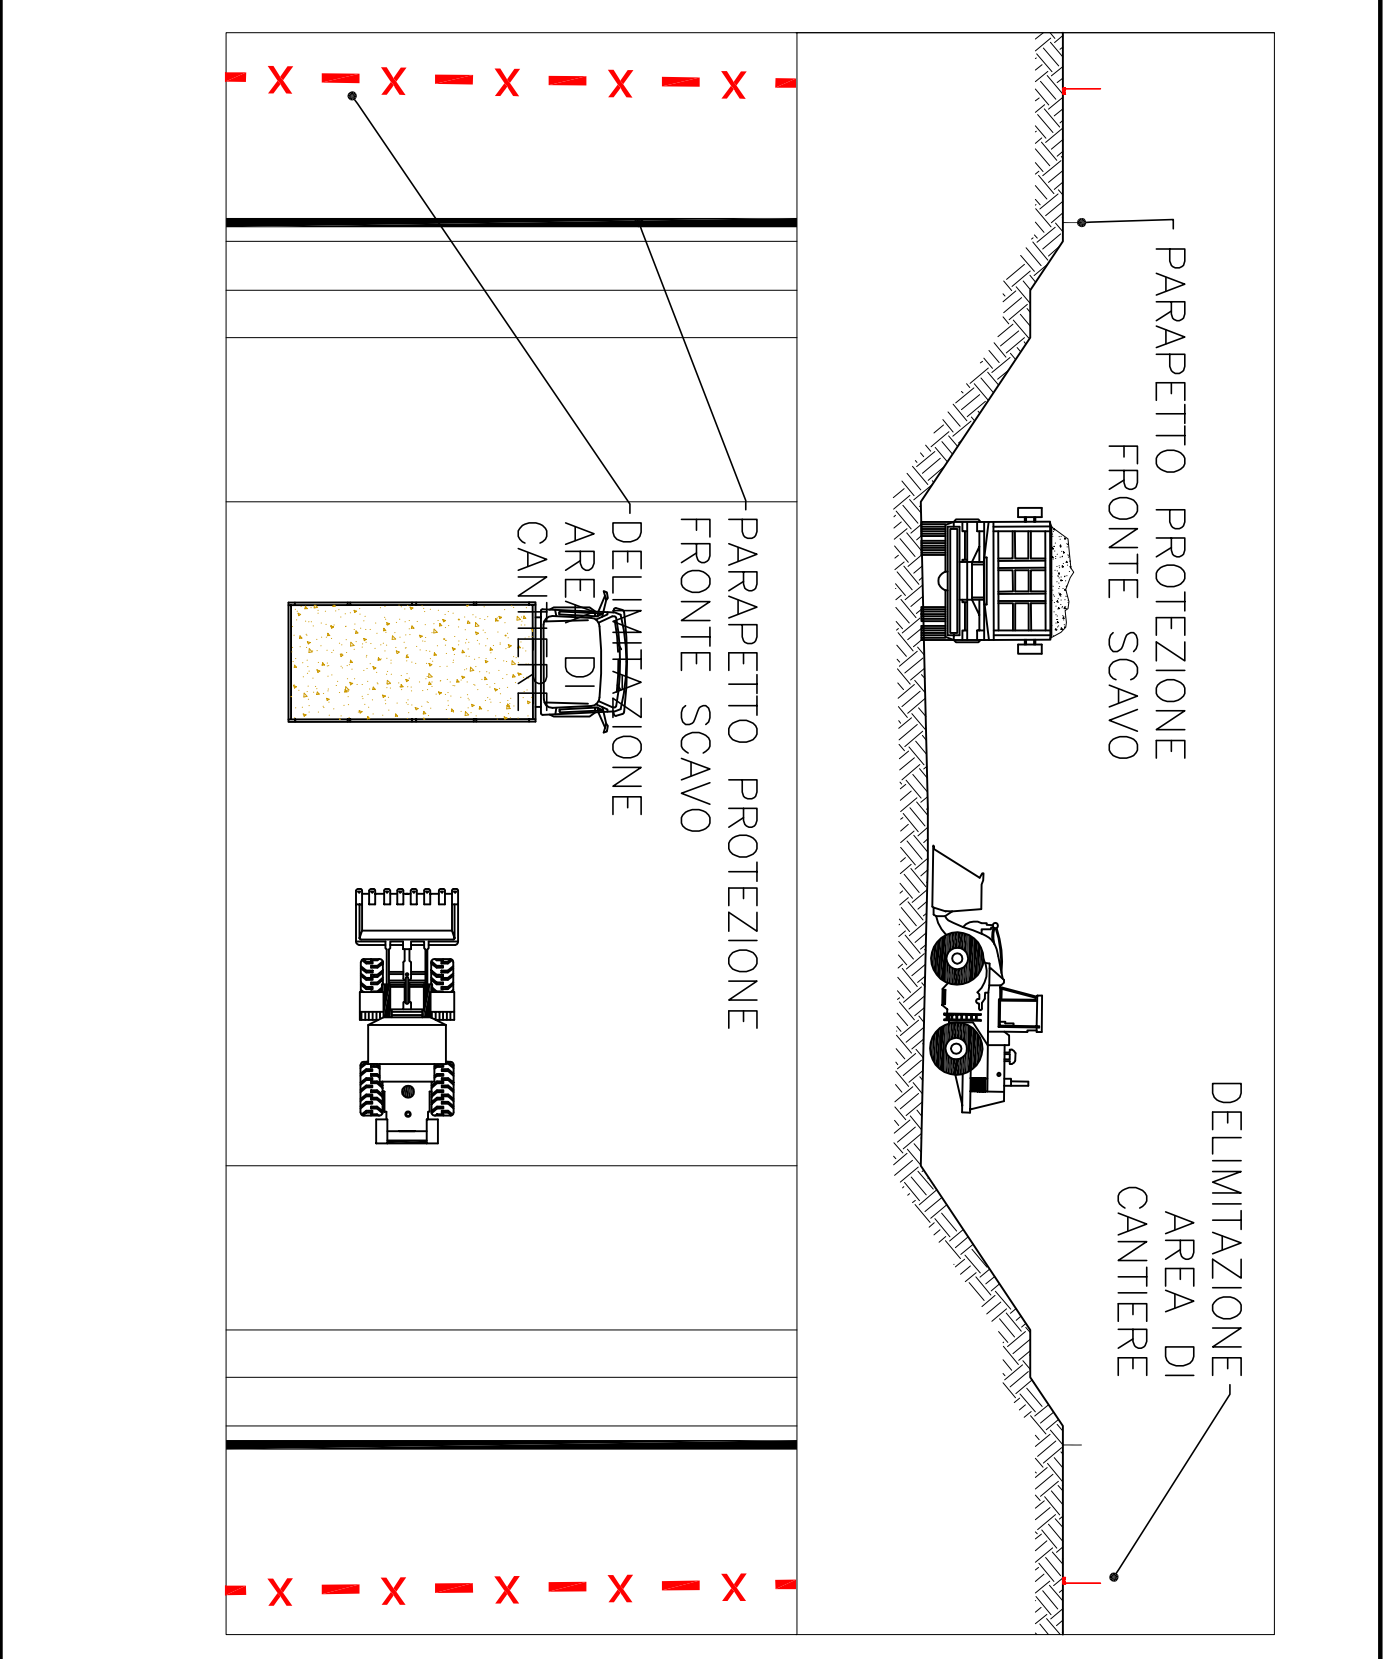 PARAPETTO PROTEZIONE
FRONTE SCAVO
DELIMITAZIONE
AREA DI
CANTIERE
PARAPETTO PROTEZIONE
FRONTE SCAVO
DELIMITAZIONE
AREA DI
CANTIERE
X X X X X
X X X X X